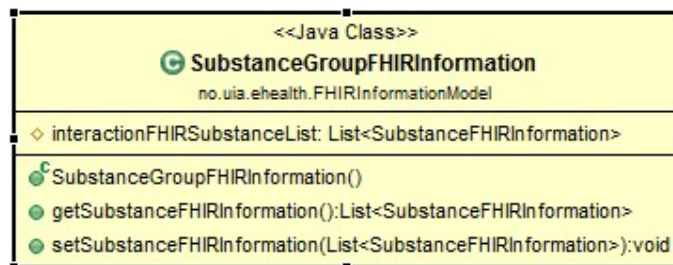 <<Java Class>>
SubstanceGroupFHIRInformation
no.uia.ehealth.FHIRInformationModel
interactionFHIRSubstanceList: List<SubstanceFHIRInformation>
SubstanceGroupFHIRInformation()
getSubstanceFHIRInformation():List<SubstanceFHIRInformation>
setSubstanceFHIRInformation(List<SubstanceFHIRInformation>):void